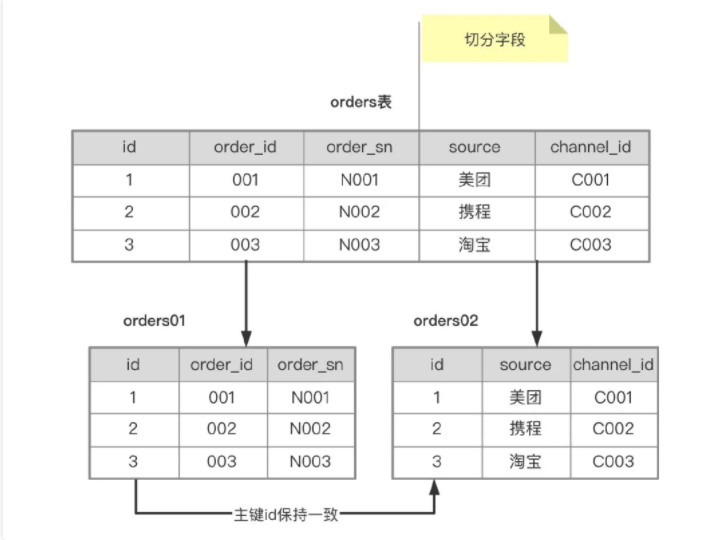 切分字段
orders表
id order_id order_sn source channel_id
1 001 N001 美团 C001
2 002 N002 携程 C002
3 003 N003 淘宝 C003
orders01
id order_id order_sn
1 001 N001
2 002 N002
3 003 N003
orders02
id source channel_id
1 美团 C001
2 携程 C002
3 淘宝 C003
主键id保持一致